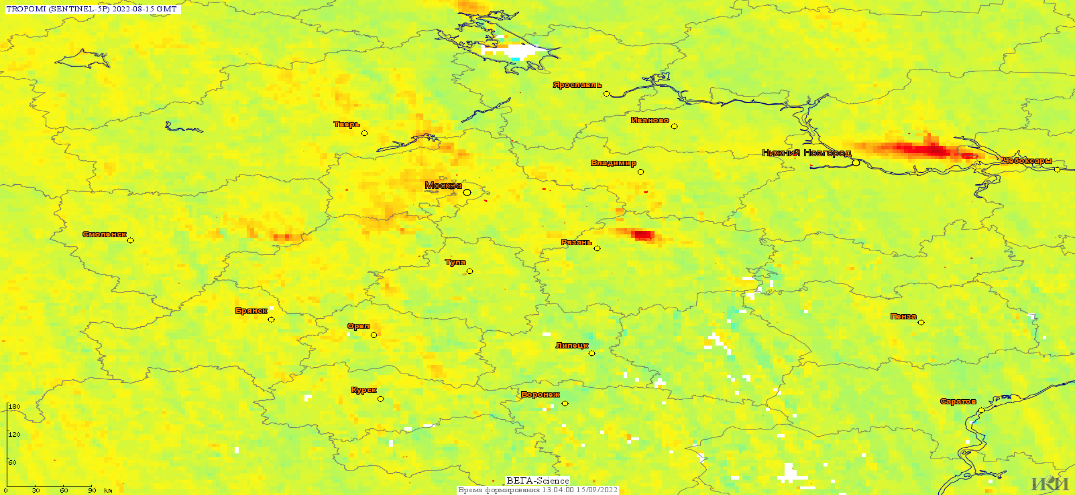 TROPOMI (SENTINEL-5P) 2022-08-15 GMT
Ярославль
Тверь
Иваново
Нижний Новгород
Владимир
Чебоксары
Москва
Смоленск
Рязань
Тула
Брянск
Пенза
Орел
Липецк
Курск
Воронеж
Саратов
180
120
60
0 30 60 90 км
ВЕГА-Science
Время формирования 13:04:00 15/09/2022
ИКИ